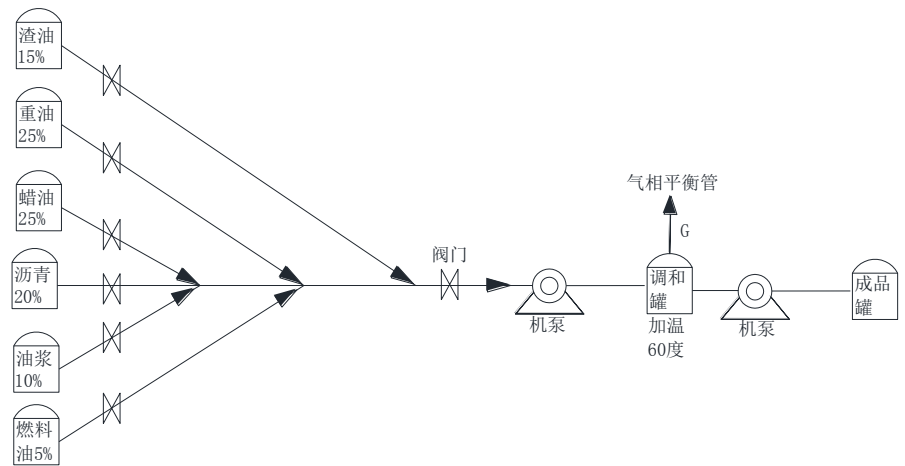 渣油
15%
重油
25%
蜡油
25%
沥青
20%
油浆
10%
燃料
油5%
阀门
机泵
气相平衡管
G
调和
罐
加温
60度
机泵
成品
罐